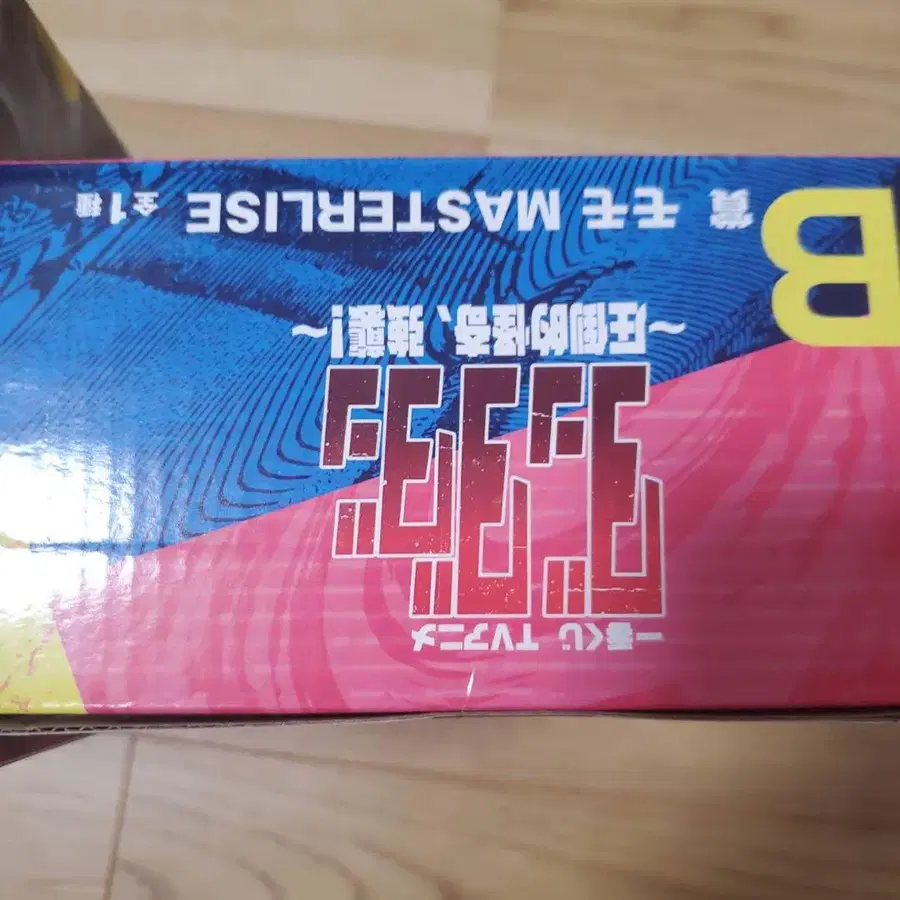 一番くじ TVアニメ
ダンダダン
～圧倒的怪奇、強襲！～
B賞 モモ MASTERLISE 全1種